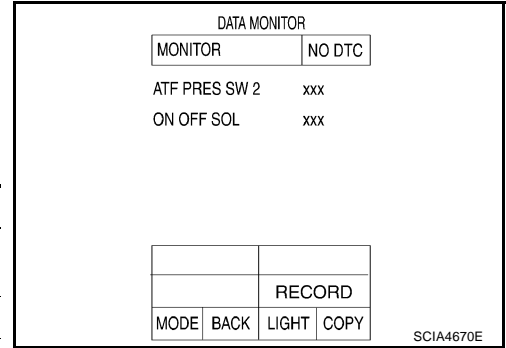 DATA MONITOR
MONITOR NO DTC
ATF PRES SW 2 xxx
ON OFF SOL xxx
RECORD
MODE BACK LIGHT COPY
SCIA4670E